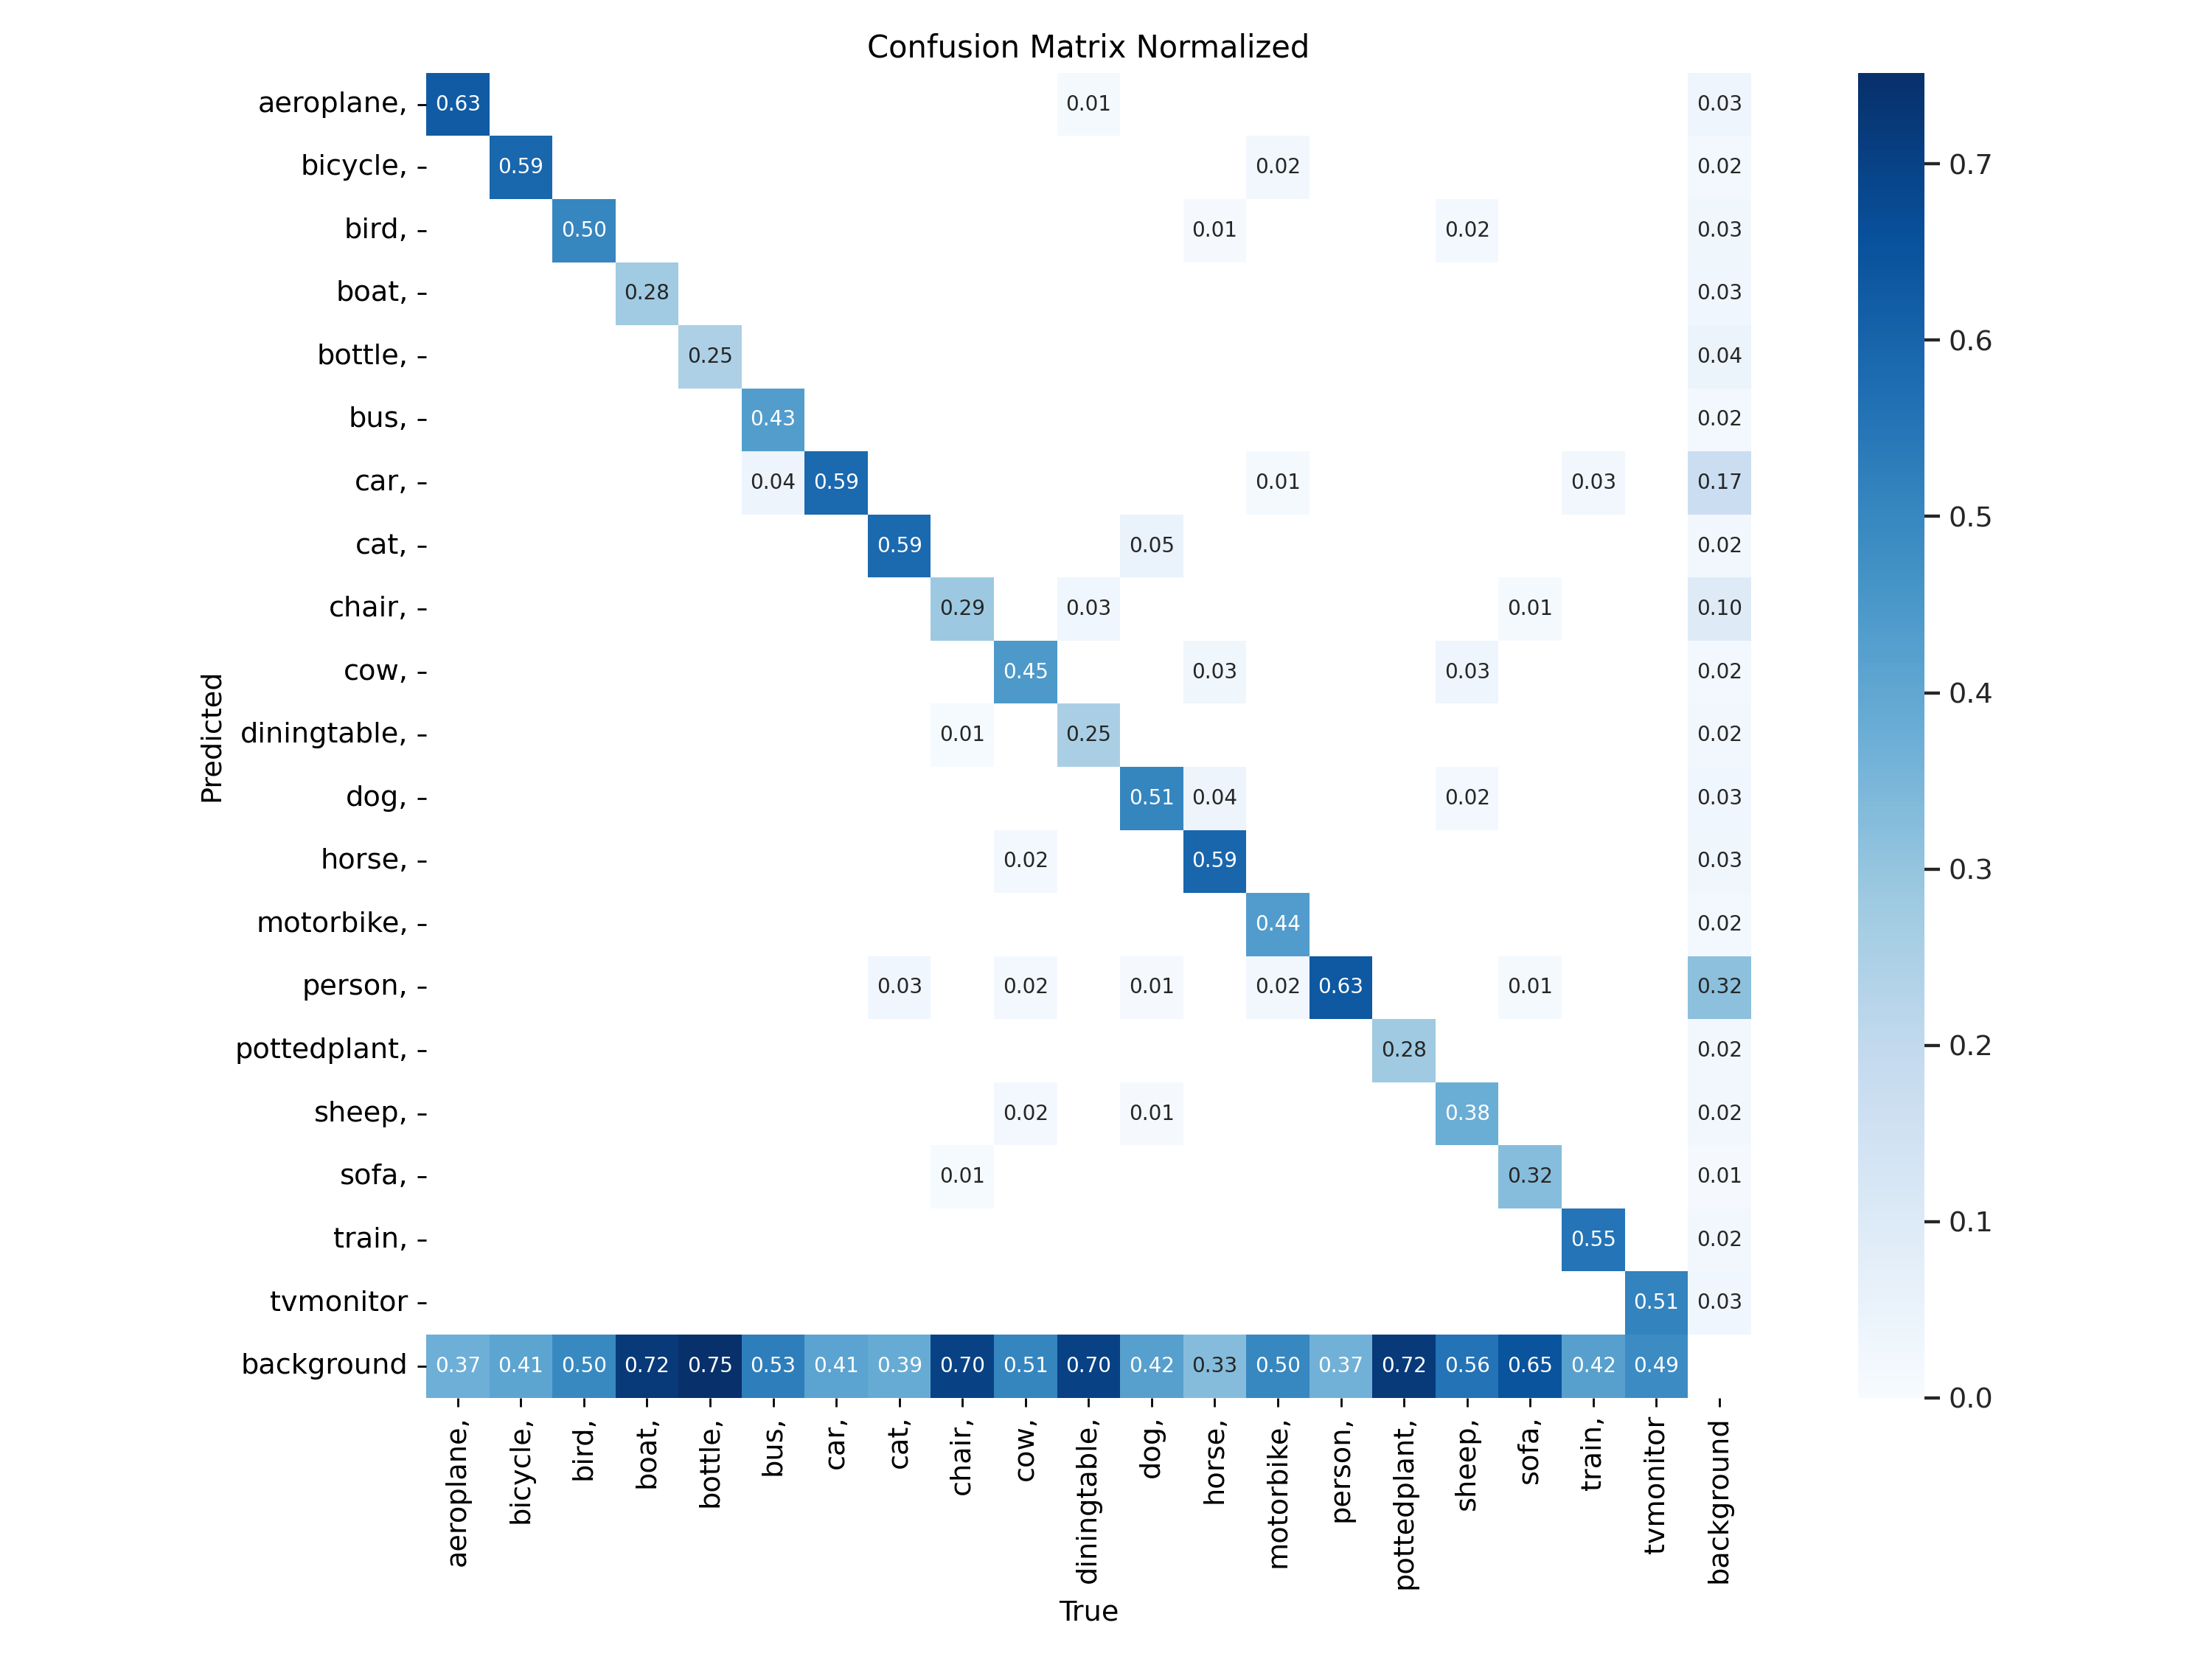 Confusion Matrix Normalized
aeroplane, 0.63 0.01 0.03
bicycle, 0.59 0.02 0.02
bird, 0.50 0.01 0.02 0.03
boat, 0.28 0.03
bottle, 0.25 0.04
bus, 0.43 0.02
car, 0.04 0.59 0.01 0.03 0.17
cat, 0.59 0.05 0.02
chair, 0.29 0.03 0.01 0.10
cow, 0.45 0.03 0.03 0.02
diningtable, 0.01 0.25 0.02
dog, 0.51 0.04 0.02 0.03
horse, 0.02 0.59 0.03
motorbike, 0.44 0.02
person, 0.03 0.02 0.01 0.02 0.63 0.01 0.32
pottedplant, 0.28 0.02
sheep, 0.02 0.01 0.38 0.02
sofa, 0.01 0.32 0.01
train, 0.55 0.02
tvmonitor 0.51 0.03
background 0.37 0.41 0.50 0.72 0.75 0.53 0.41 0.39 0.70 0.51 0.70 0.42 0.33 0.50 0.37 0.72 0.56 0.65 0.42 0.49
Predicted
aeroplane,
bicycle,
bird,
boat,
bottle,
bus,
car,
cat,
chair,
cow,
diningtable,
dog,
horse,
motorbike,
person,
pottedplant,
sheep,
sofa,
train,
tvmonitor
background
True
0.7
0.6
0.5
0.4
0.3
0.2
0.1
0.0